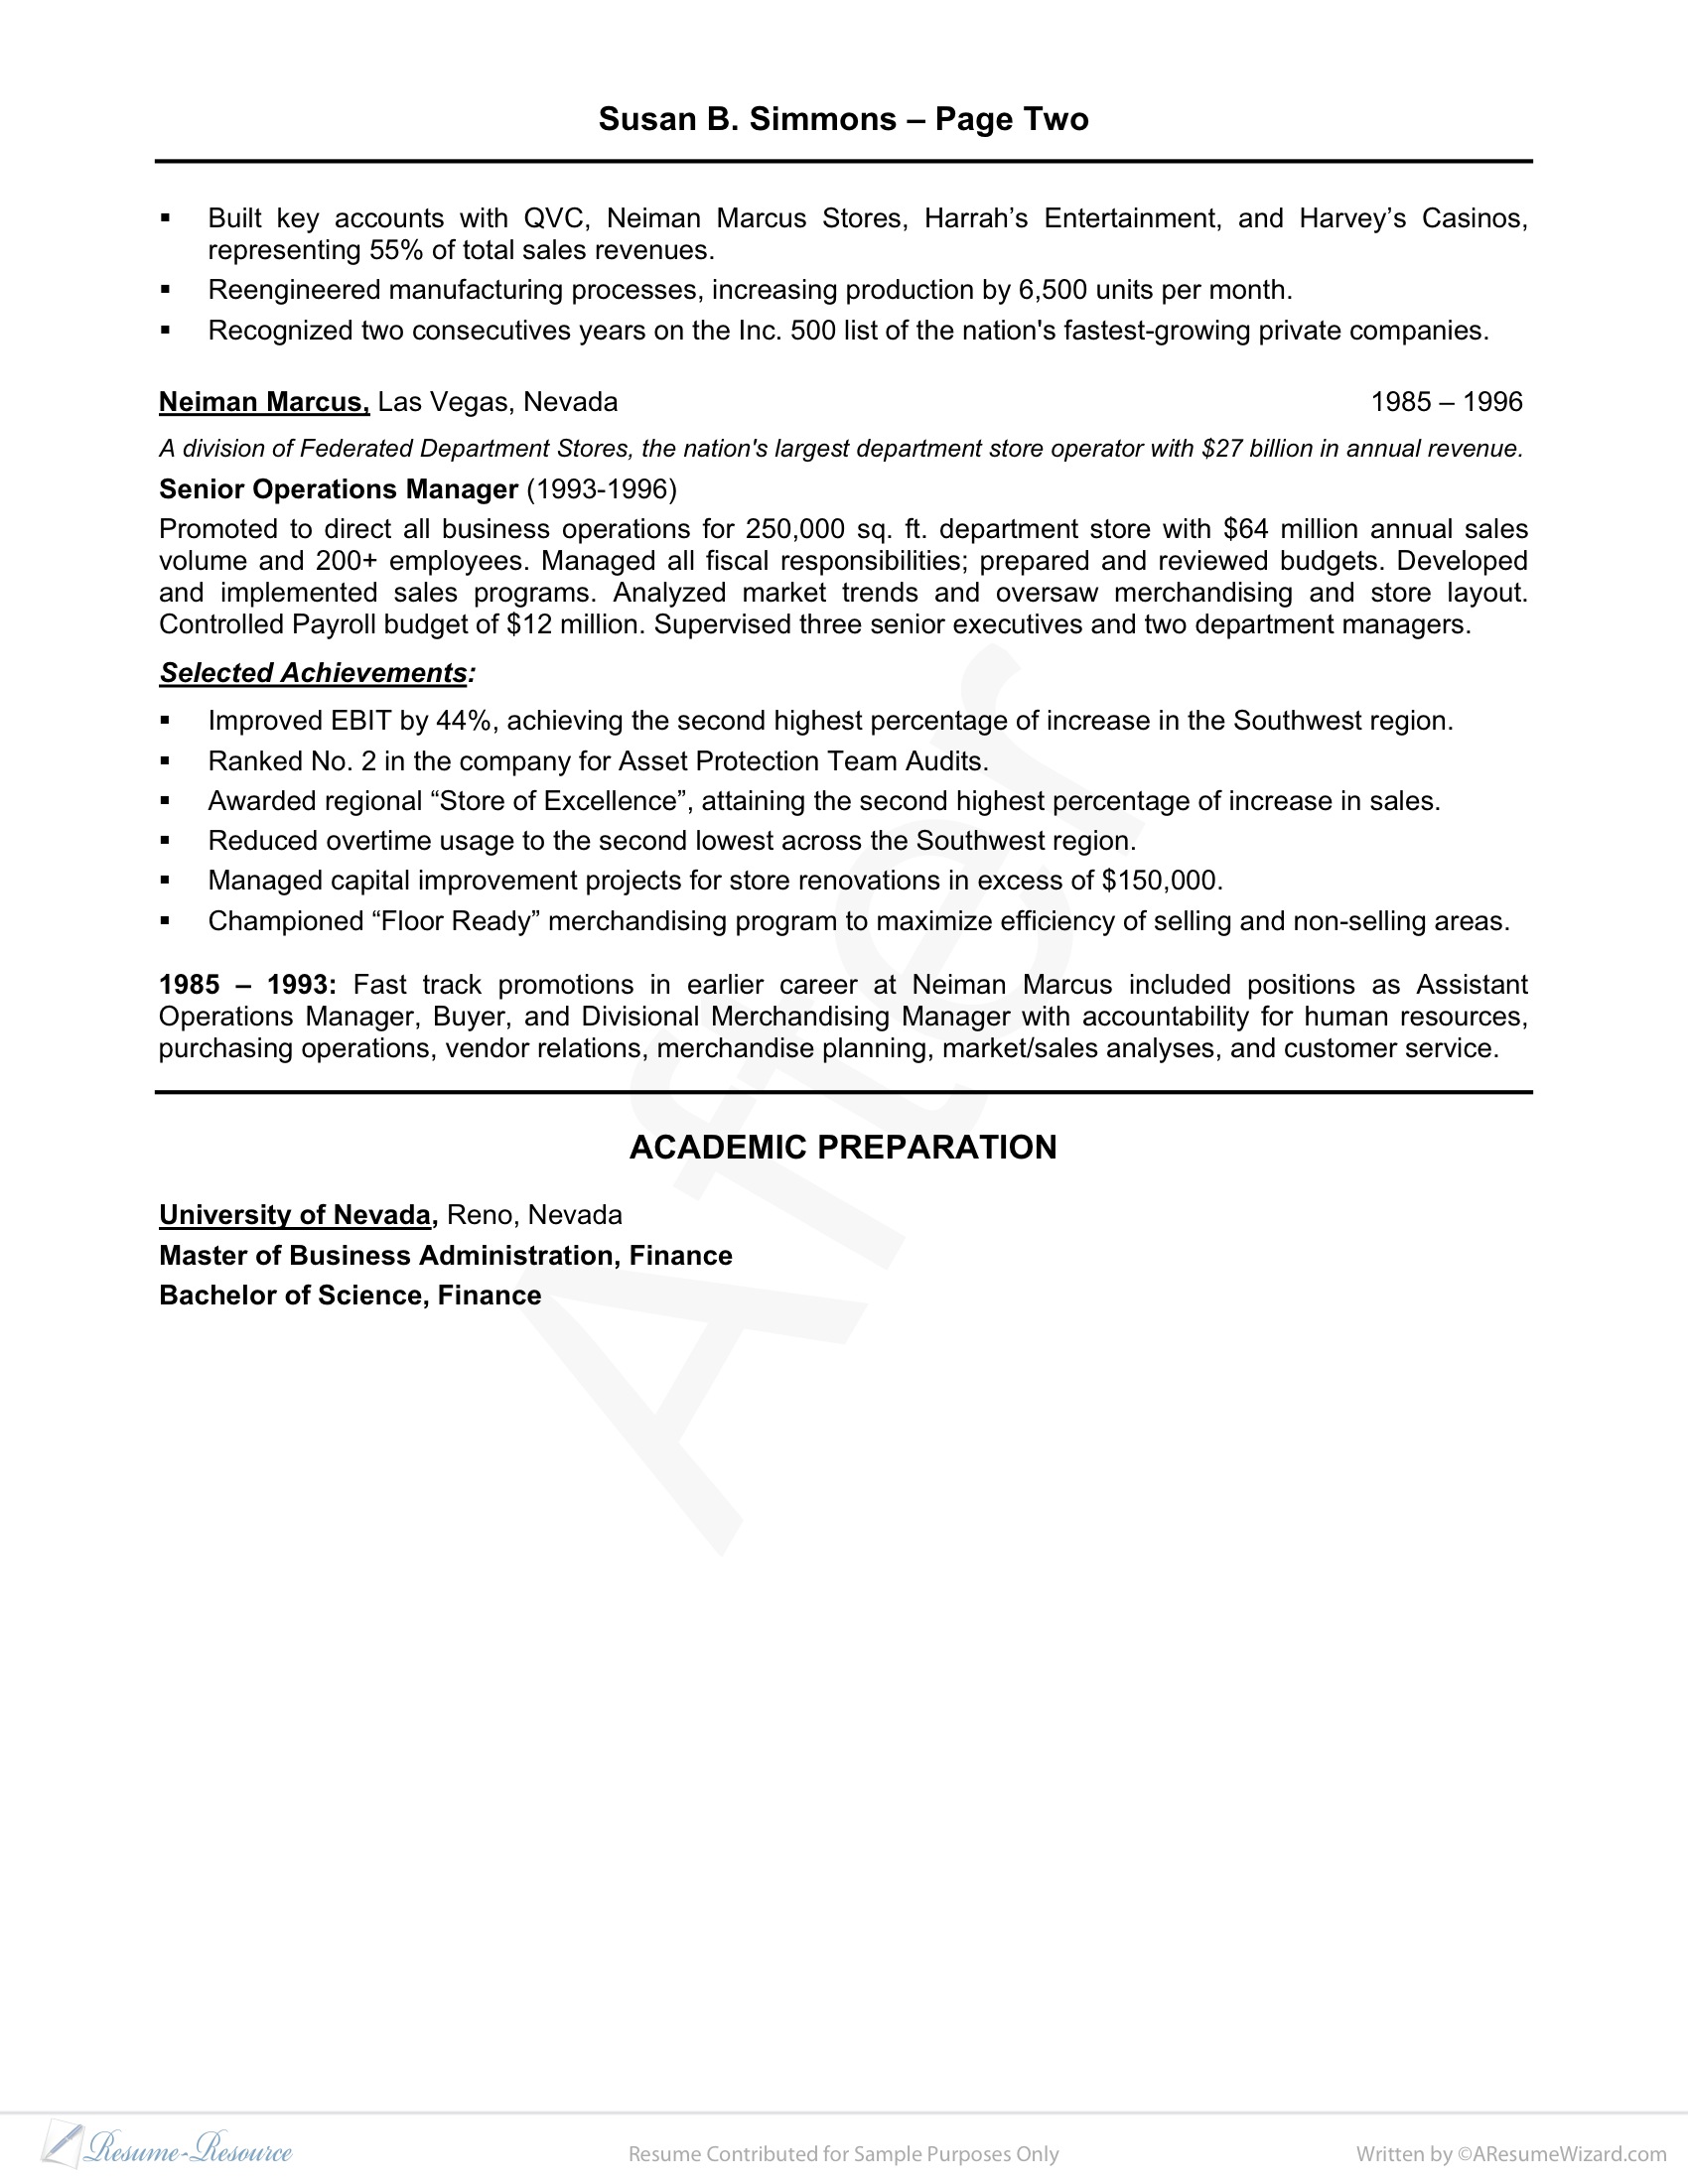 Susan B. Simmons – Page Two
▪ Built key accounts with QVC, Neiman Marcus Stores, Harrah’s Entertainment, and Harvey’s Casinos,
representing 55% of total sales revenues.
▪ Reengineered manufacturing processes, increasing production by 6,500 units per month.
▪ Recognized two consecutives years on the Inc. 500 list of the nation's fastest-growing private companies.
Neiman Marcus, Las Vegas, Nevada 1985 – 1996
A division of Federated Department Stores, the nation's largest department store operator with $27 billion in annual revenue.
Senior Operations Manager (1993-1996)
Promoted to direct all business operations for 250,000 sq. ft. department store with $64 million annual sales
volume and 200+ employees. Managed all fiscal responsibilities; prepared and reviewed budgets. Developed
and implemented sales programs. Analyzed market trends and oversaw merchandising and store layout.
Controlled Payroll budget of $12 million. Supervised three senior executives and two department managers.
Selected Achievements:
▪ Improved EBIT by 44%, achieving the second highest percentage of increase in the Southwest region.
▪ Ranked No. 2 in the company for Asset Protection Team Audits.
▪ Awarded regional “Store of Excellence”, attaining the second highest percentage of increase in sales.
▪ Reduced overtime usage to the second lowest across the Southwest region.
▪ Managed capital improvement projects for store renovations in excess of $150,000.
▪ Championed “Floor Ready” merchandising program to maximize efficiency of selling and non-selling areas.
1985 – 1993: Fast track promotions in earlier career at Neiman Marcus included positions as Assistant
Operations Manager, Buyer, and Divisional Merchandising Manager with accountability for human resources,
purchasing operations, vendor relations, merchandise planning, market/sales analyses, and customer service.
ACADEMIC PREPARATION
University of Nevada, Reno, Nevada
Master of Business Administration, Finance
Bachelor of Science, Finance
After
Resume-Resource Resume Contributed for Sample Purposes Only Written by ©AResumeWizard.com